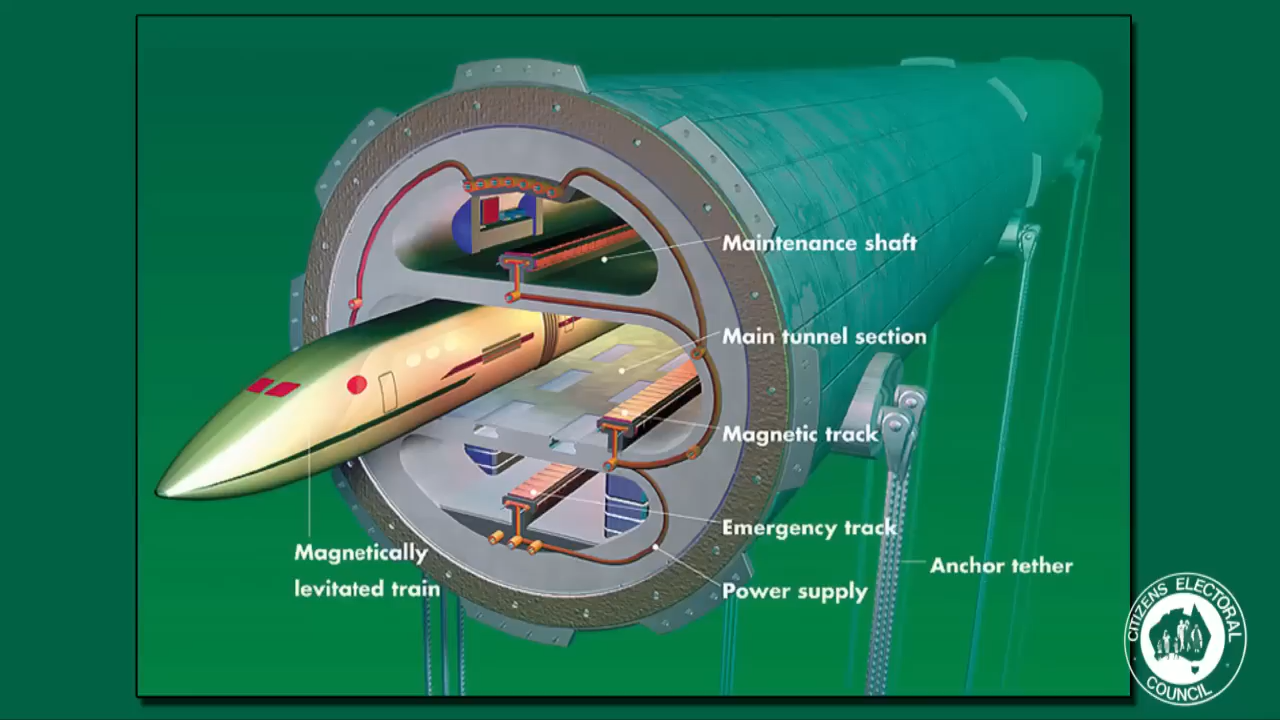 Maintenance shaft
Main tunnel section
Magnetic track
Emergency track
Magnetically
levitated train
Anchor tether
Power supply
CITIZENS ELECTORAL
COUNCIL